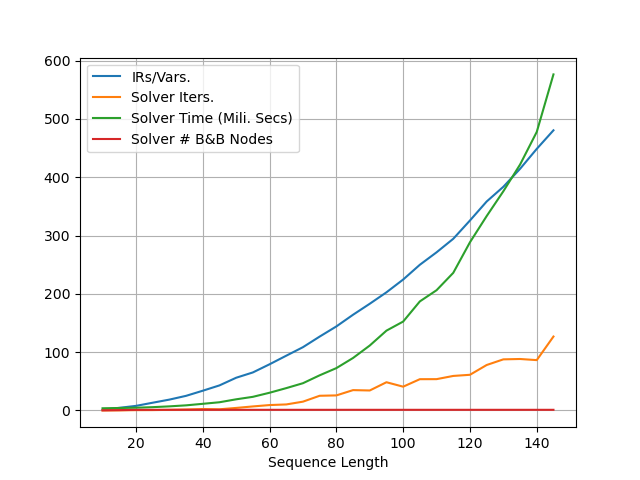 600
500
400
300
200
100
0
IRs/Vars.
Solver Iters.
Solver Time (Mili. Secs)
Solver # B&B Nodes
20 40 60 80 100 120 140
Sequence Length